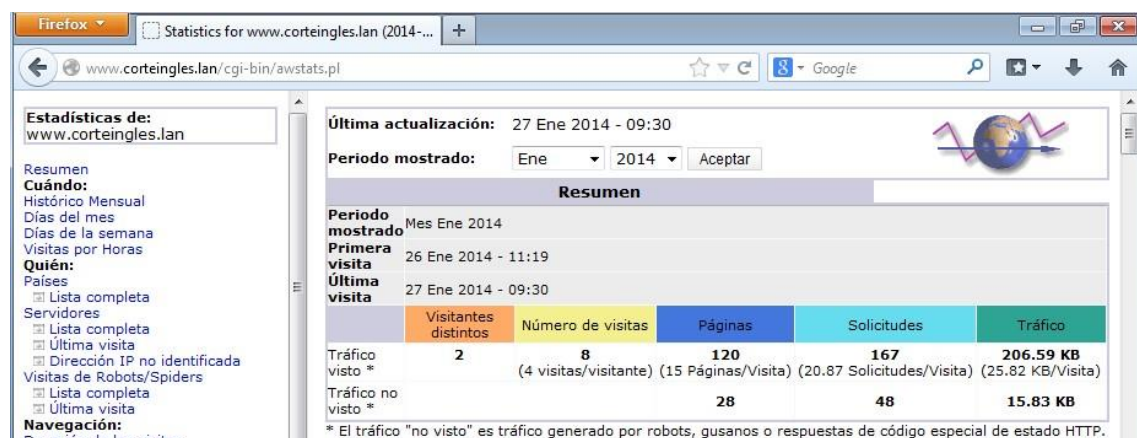 Firefox
Statistics for www.corteingles.lan (2014-...
www.corteingles.lan/cgi-bin/awstats.pl
Google
Estadísticas de:
www.corteingles.lan
Resumen
Cuándo:
Histórico Mensual
Días del mes
Días de la semana
Visitas por Horas
Quién:
Países
Lista completa
Servidores
Lista completa
Última visita
Dirección IP no identificada
Visitas de Robots/Spiders
Lista completa
Última visita
Navegación:
Última actualización: 27 Ene 2014 - 09:30
Periodo mostrado: Ene 2014 Aceptar
Resumen
Periodo mostrado Mes Ene 2014
Primera visita 26 Ene 2014 - 11:19
Última visita 27 Ene 2014 - 09:30
Visitantes distintos Número de visitas Páginas Solicitudes Tráfico
Tráfico visto * 2 8 120 167 206.59 KB
(4 visitas/visitante) (15 Páginas/Visita) (20.87 Solicitudes/Visita) (25.82 KB/Visita)
Tráfico no visto * 28 48 15.83 KB
* El tráfico "no visto" es tráfico generado por robots, gusanos o respuestas de código especial de estado HTTP.